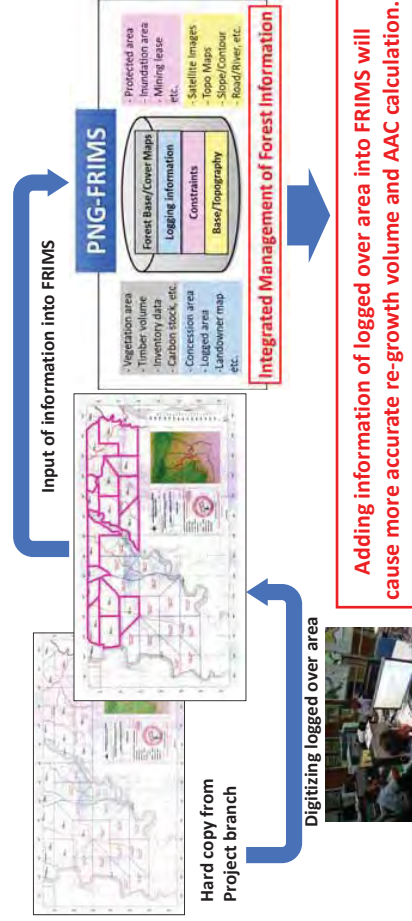 Input of information into FRIMS
Hard copy from
Project branch
Digitizing logged over area
PNG-FRIMS
- Vegetation area
- Timber volume
- Inventory data
- Carbon stock, etc.
- Concession area
- Logged area
-Landowner map
etc.
Forest Base/Cover Maps
Logging information
Constraints
Base/Topography
- Protected area
- Inundation area
- Mining lease
etc.
- Satellite Images
- Topo Maps
- Slope/Contour
- Road/River, etc.
Integrated Management of Forest Information
Adding information of logged over area into FRIMS will
cause more accurate re-growth volume and AAC calculation.